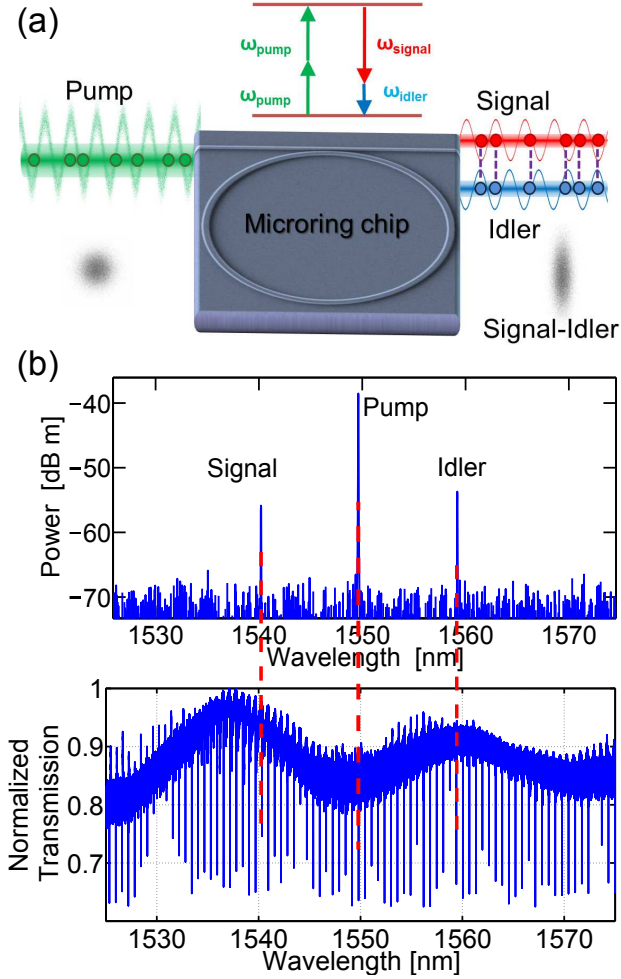 (a)
ω_pump ω_signal
Pump
Signal
ω_pump ω_idler
Microring chip
Idler
Signal-Idler
(b)
−40
Pump
Power [dB m]
−50
Signal
Idler
−60
−70
1530 1540 1550 1560 1570
Wavelength [nm]
1
Normalized
Transmission
0.9
0.8
0.7
1530 1540 1550 1560 1570
Wavelength [nm]